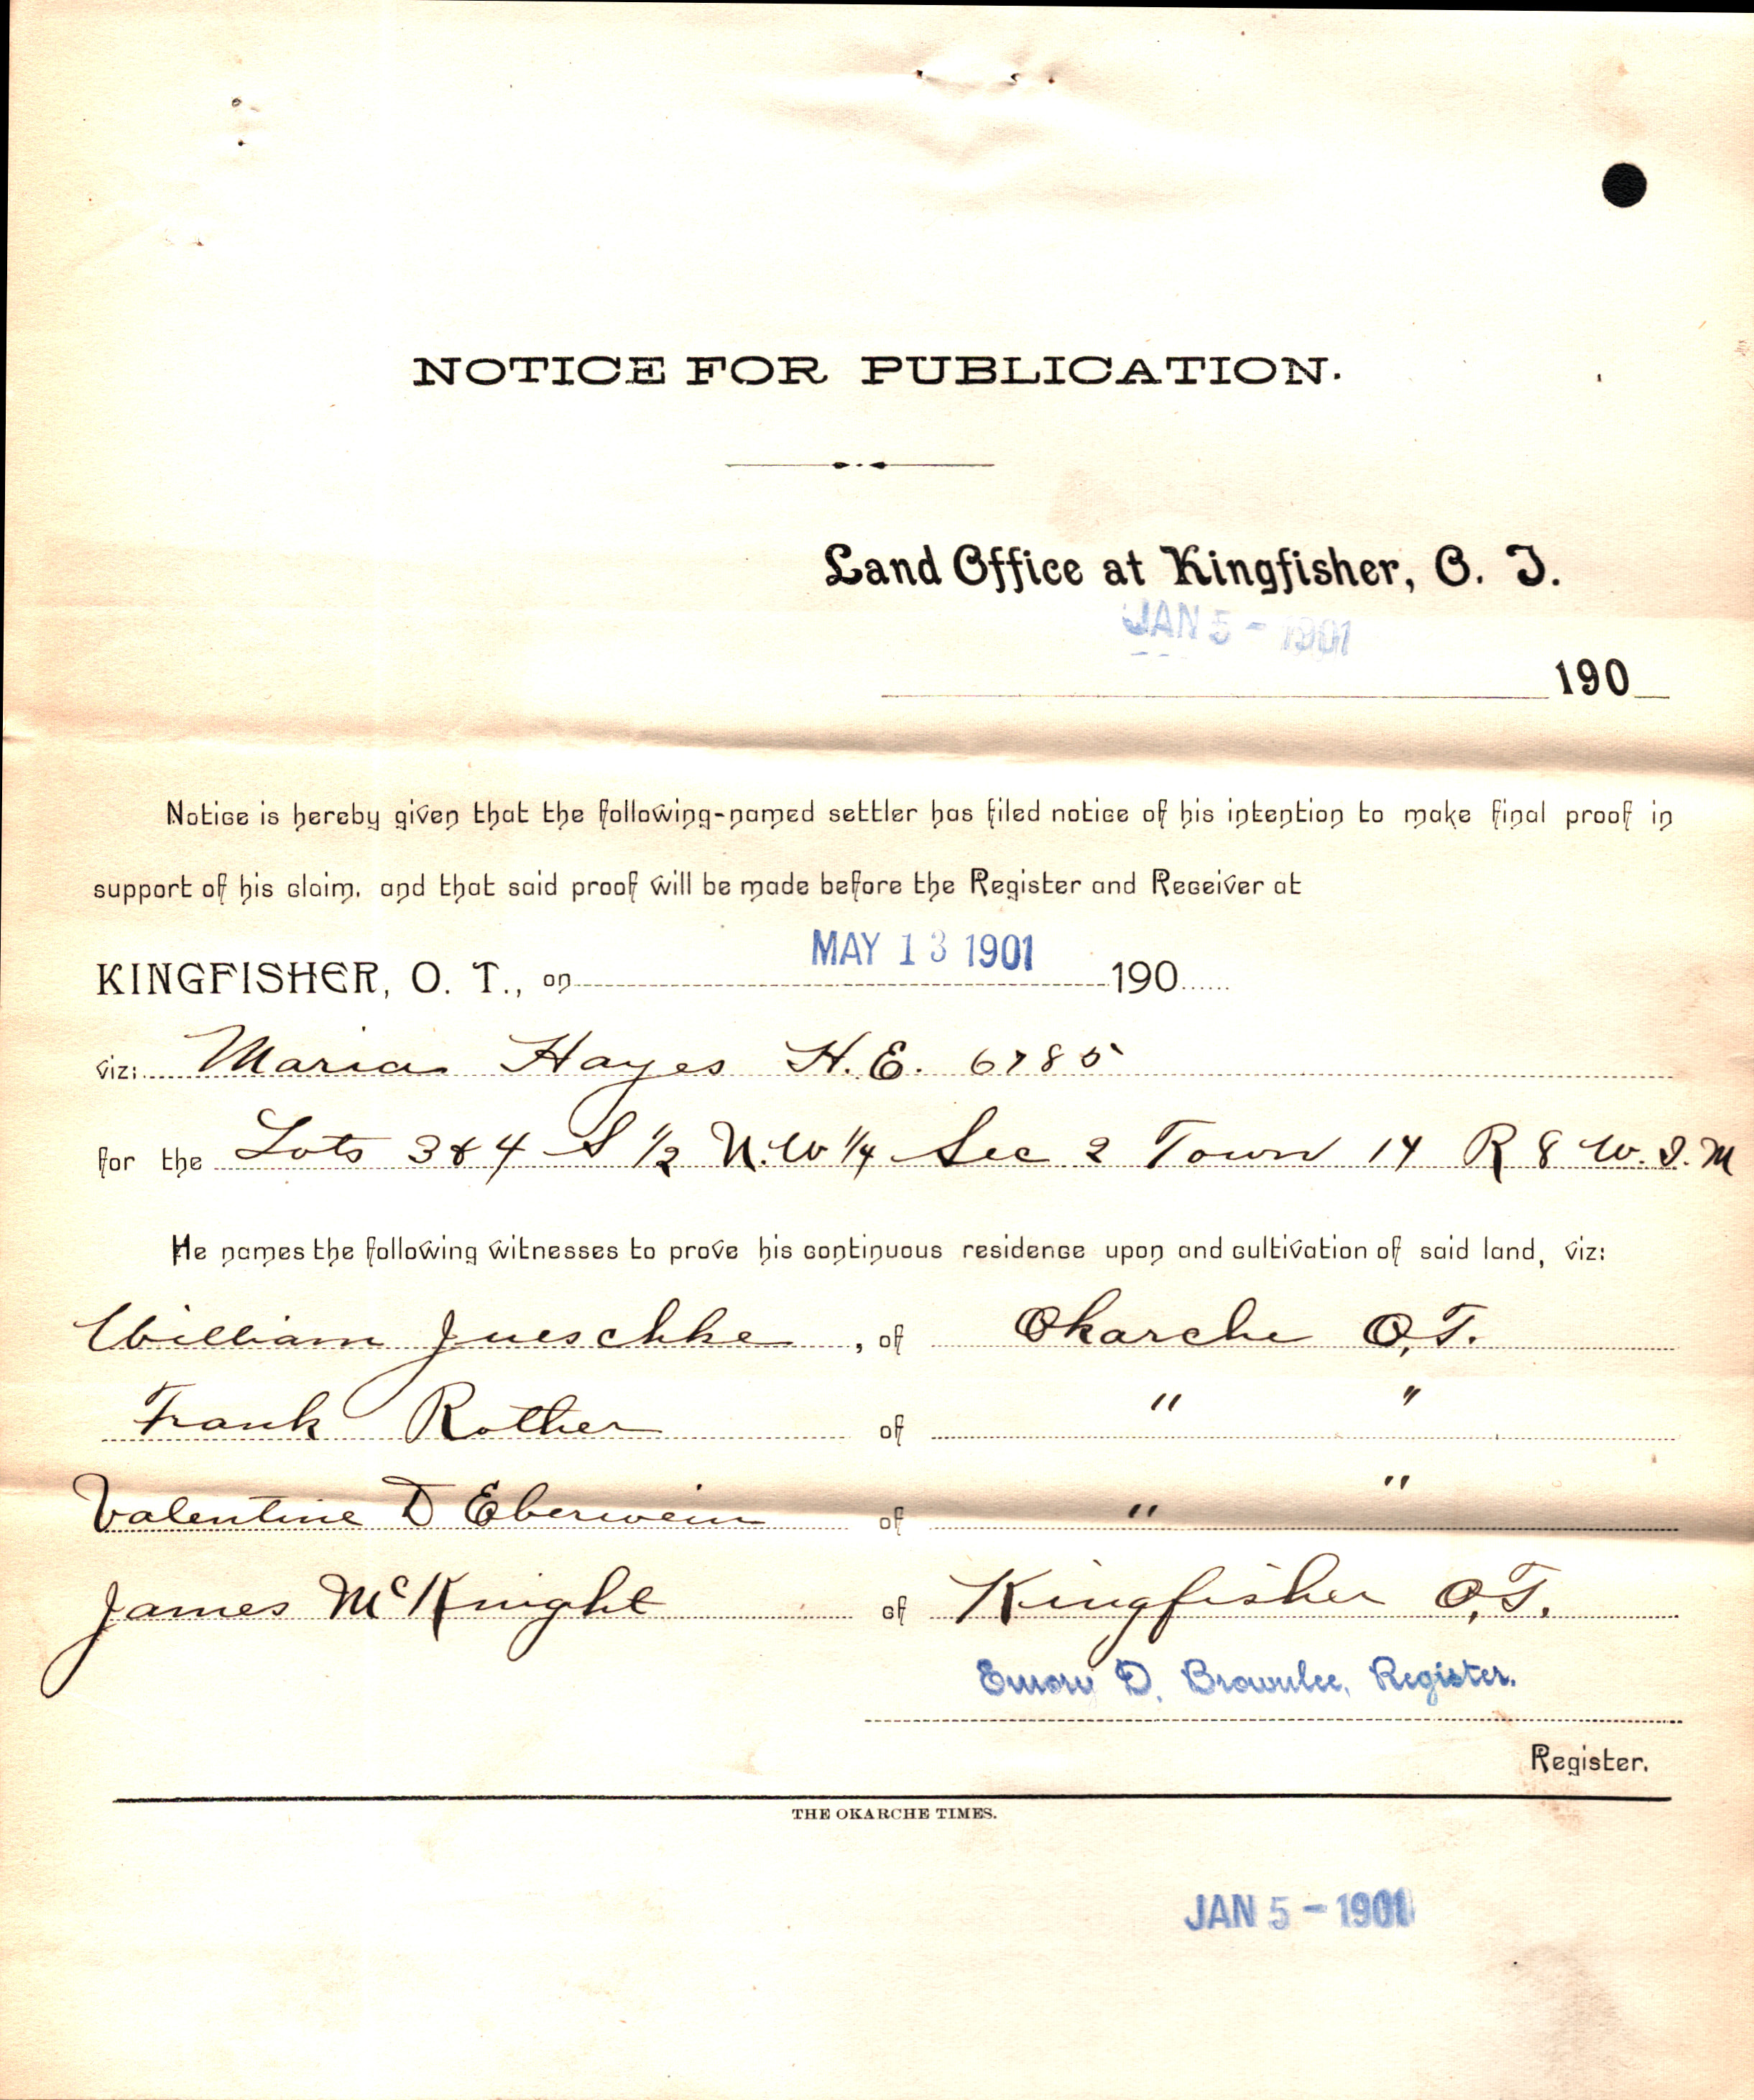 NOTICE FOR PUBLICATION.
Land Office at Kingfisher, O. T.
JAN 5 - 1901
190
Notice is hereby given that the following-named settler has filed notice of his intention to make final proof in
support of his claim, and that said proof will be made before the Register and Receiver at
MAY 13 1901
KINGFISHER, O. T., on 190
viz: Maria Hayes H.E. 6785
for the Lots 3 & 4 S 1/2 N.W 1/4 Sec 2 Town 14 R 8 W. I. M
He names the following witnesses to prove his continuous residence upon and cultivation of said land, viz:
William Jueschke, of Okarche O,T.
Frank Rother of " "
Valentine D Eberwein of " "
James McKnight of Kingfisher O,T.
Emory D. Brownlee, Register.
Register.
THE OKARCHE TIMES.
JAN 5 - 1901